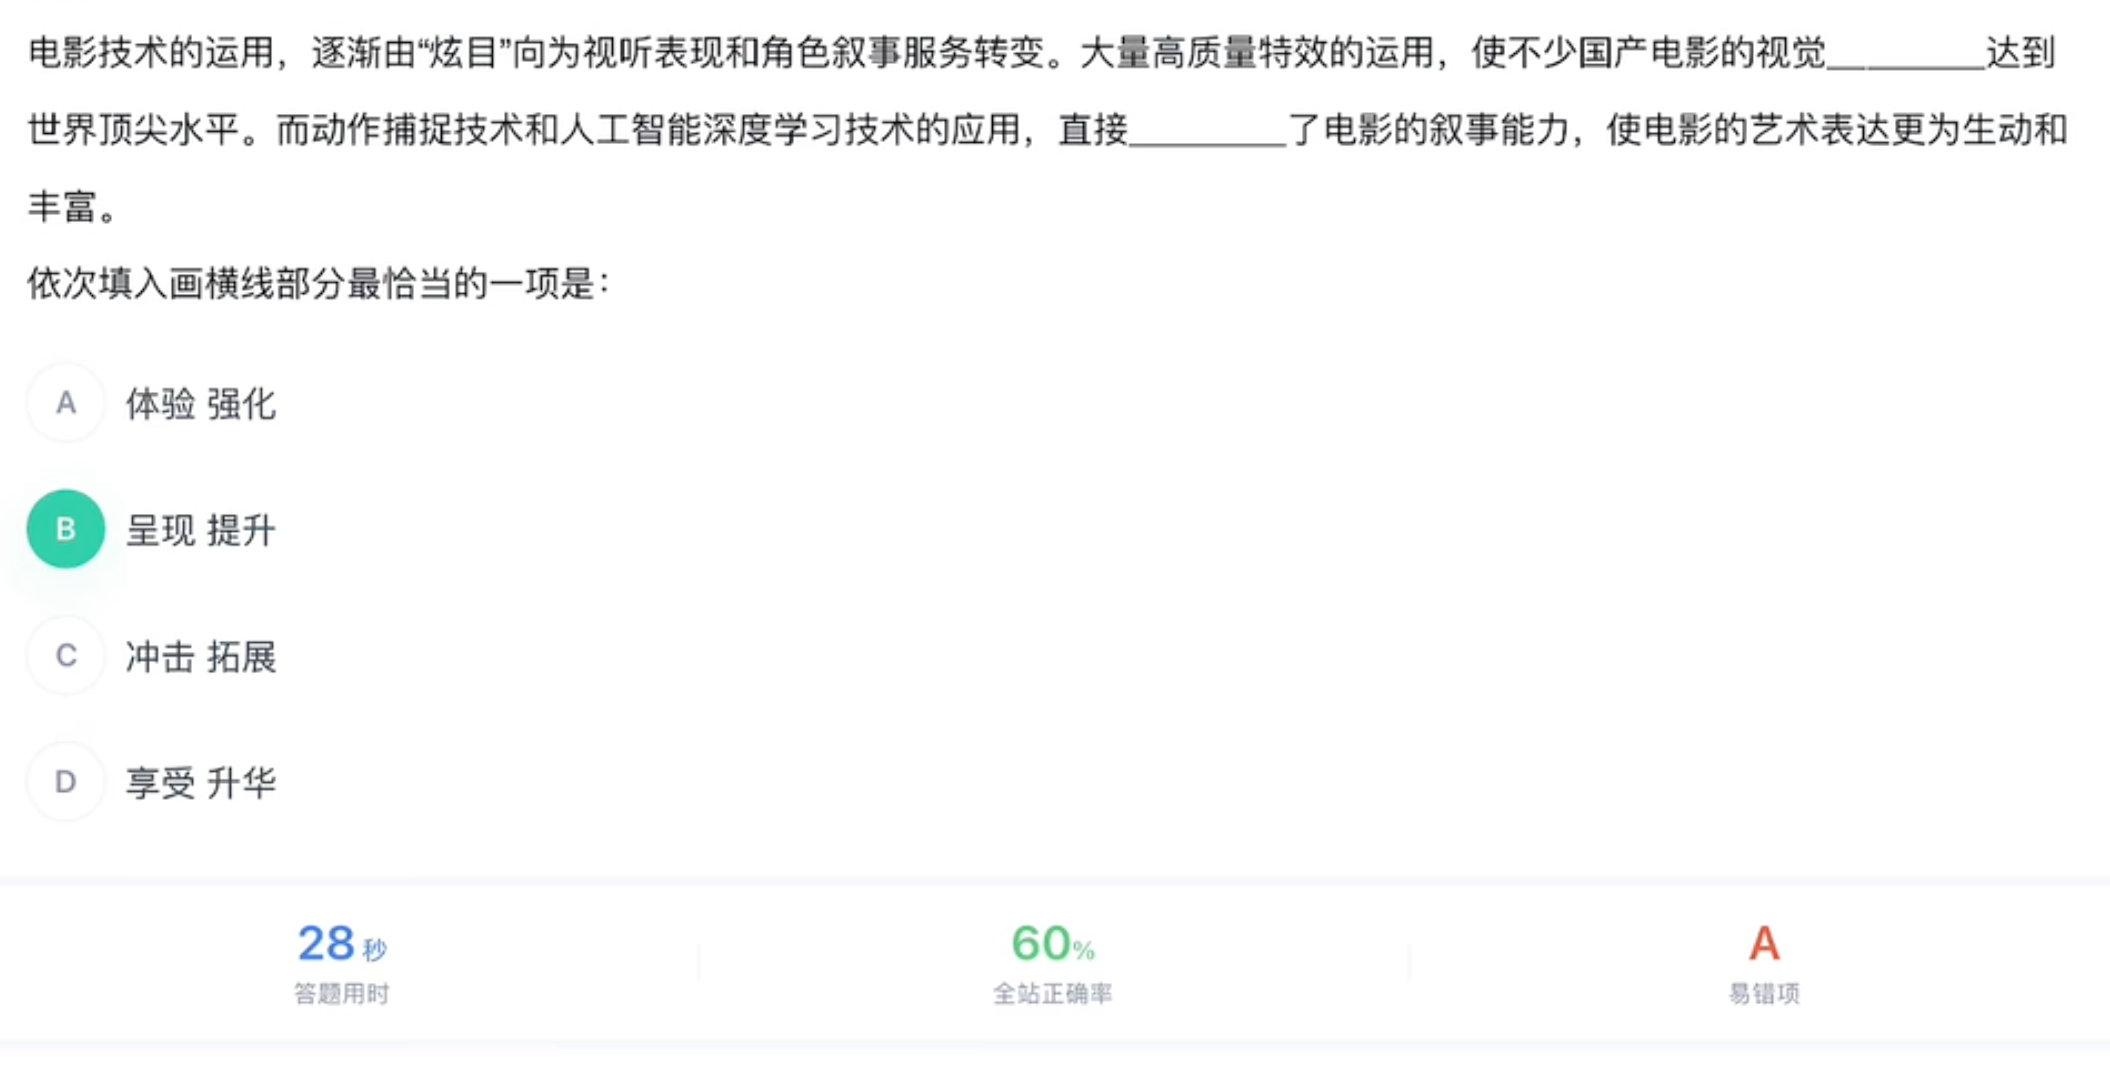 电影技术的运用，逐渐由“炫目”向为视听表现和角色叙事服务转变。大量高质量特效的运用，使不少国产电影的视觉________达到
世界顶尖水平。而动作捕捉技术和人工智能深度学习技术的应用，直接________了电影的叙事能力，使电影的艺术表达更为生动和
丰富。
依次填入画横线部分最恰当的一项是：
A 体验 强化
B 呈现 提升
C 冲击 拓展
D 享受 升华
28秒 60% A
答题用时 全站正确率 易错项